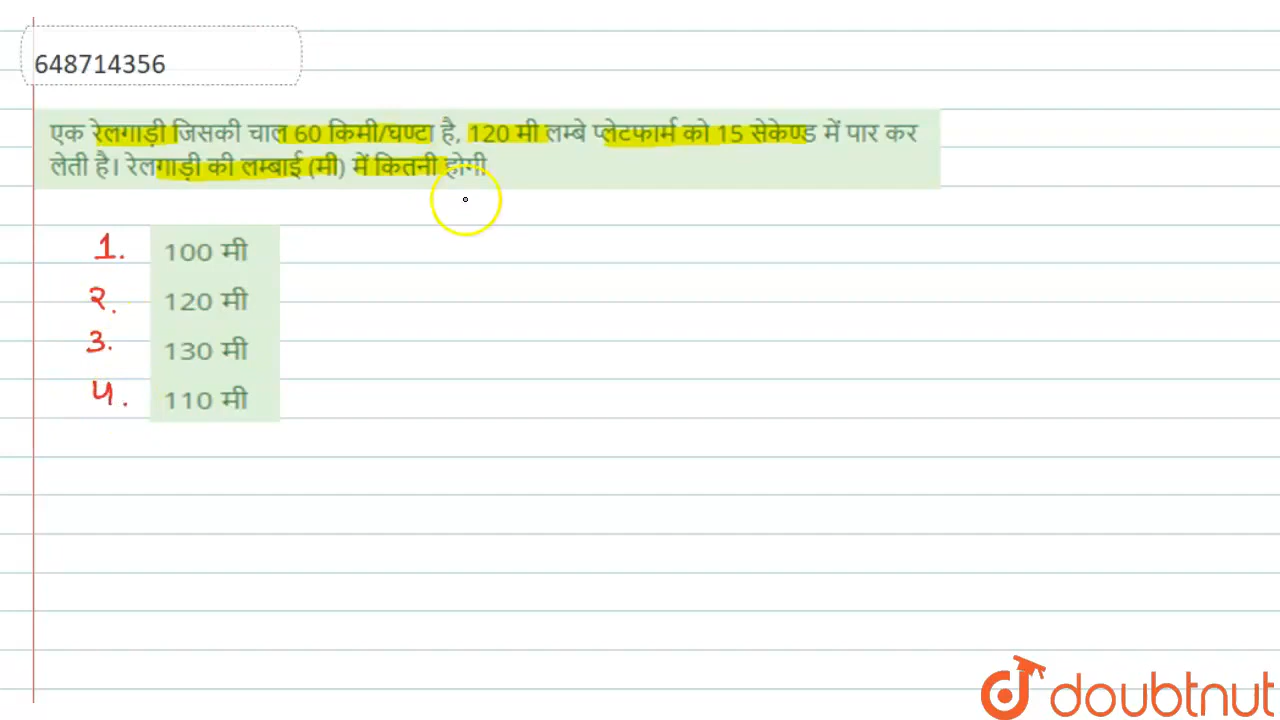 648714356
एक रेलगाड़ी जिसकी चाल 60 किमी/घण्टा है, 120 मी लम्बे प्लेटफार्म को 15 सेकेण्ड में पार कर
लेती है। रेलगाड़ी की लम्बाई (मी) में कितनी होगी
1. 100 मी
२. 120 मी
3. 130 मी
4. 110 मी
doubtnut